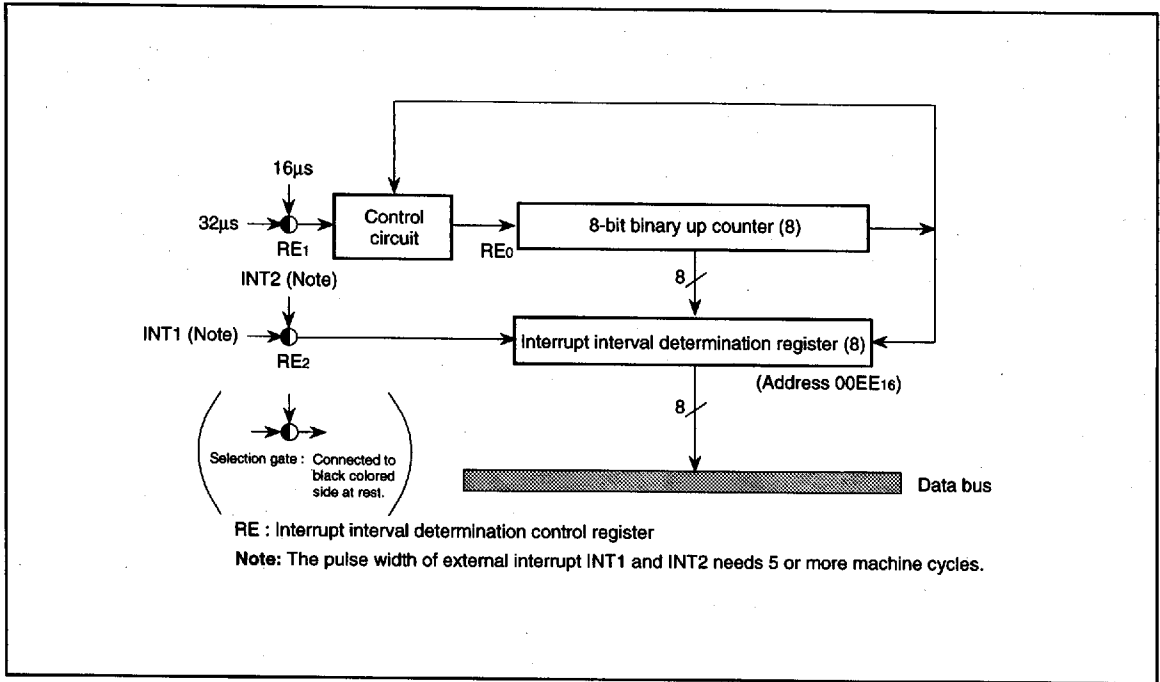 16µs
32µs
RE1
Control
circuit
RE0
8-bit binary up counter (8)
INT2 (Note)
8
INT1 (Note)
RE2
Interrupt interval determination register (8)
(Address 00EE16)
8
Selection gate : Connected to
black colored
side at rest.
Data bus
RE : Interrupt interval determination control register
Note: The pulse width of external interrupt INT1 and INT2 needs 5 or more machine cycles.